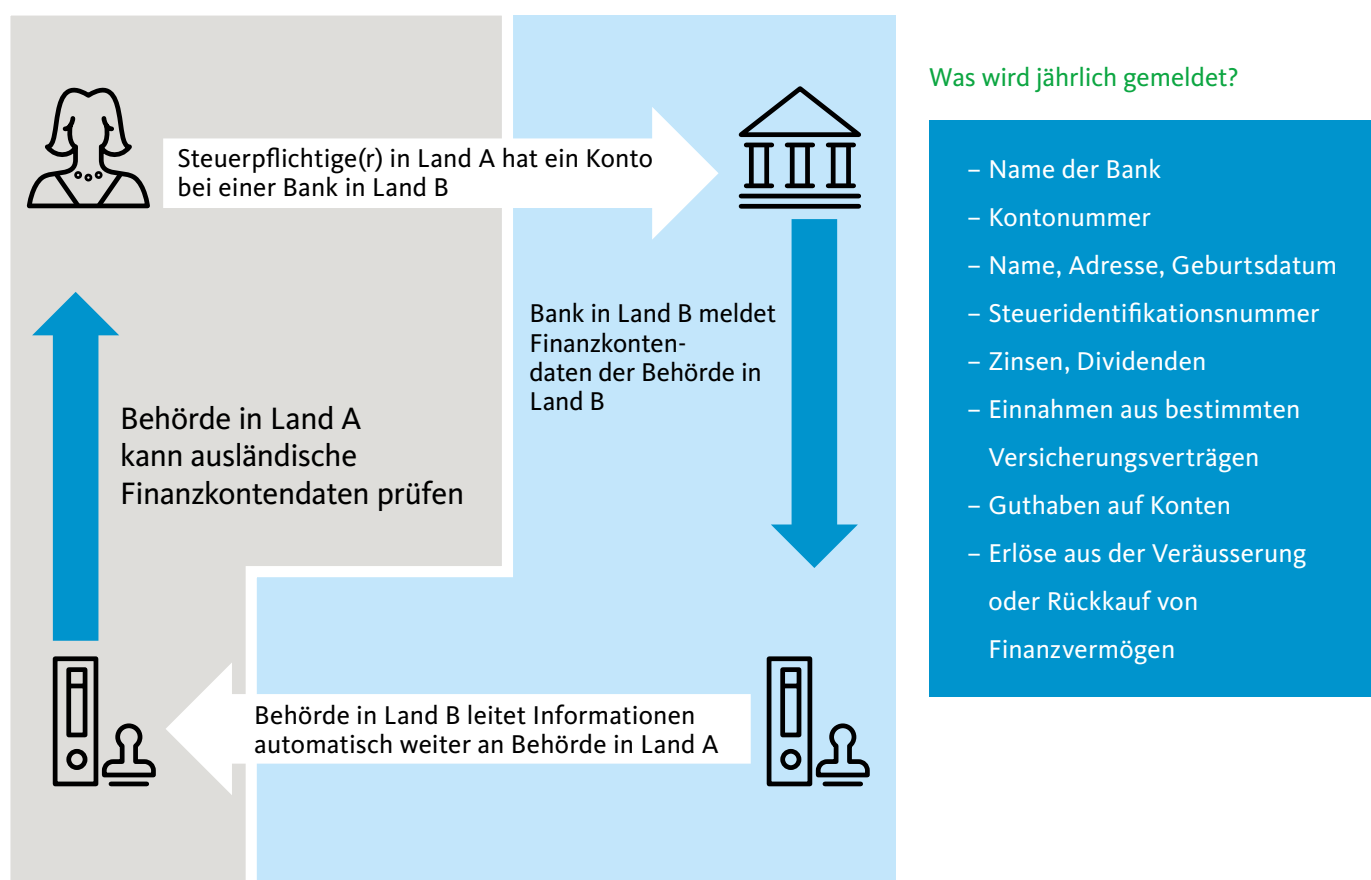 Steuerpflichtige(r) in Land A hat ein Konto
bei einer Bank in Land B
Bank in Land B meldet
Finanzkonten-
daten der Behörde in
Land B
Behörde in Land B leitet Informationen
automatisch weiter an Behörde in Land A
Behörde in Land A
kann ausländische
Finanzkontendaten prüfen
Was wird jährlich gemeldet?
– Name der Bank
– Kontonummer
– Name, Adresse, Geburtsdatum
– Steueridentifikationsnummer
– Zinsen, Dividenden
– Einnahmen aus bestimmten
Versicherungsverträgen
– Guthaben auf Konten
– Erlöse aus der Veräusserung
oder Rückkauf von
Finanzvermögen